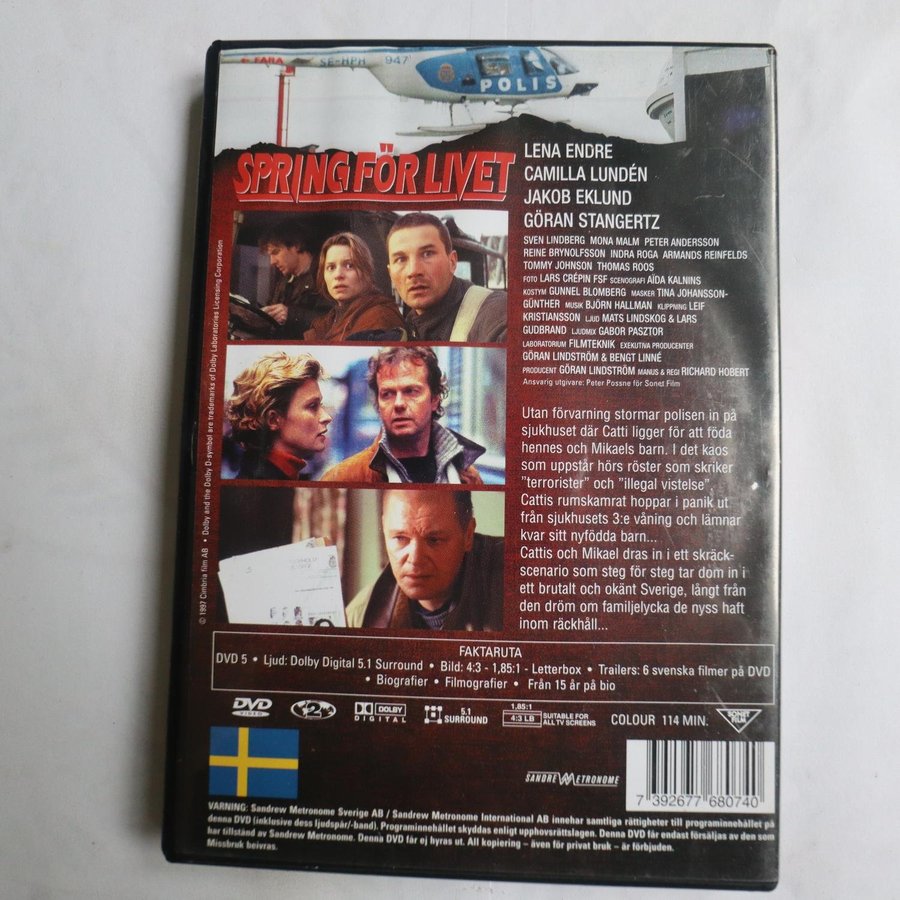 FARA
SE-HPH 947
POLIS
SPRING FÖR LIVET
LENA ENDRE
CAMILLA LUNDÉN
JAKOB EKLUND
GÖRAN STANGERTZ
SVEN LINDBERG MONA MALM PETER ANDERSSON
REINE BRYNOLFSSON INDRA ROGA ARMANDS REINFELDS
TOMMY JOHNSON THOMAS ROOS
FOTO LARS CRÉPIN FSF SCENOGRAFI AÏDA KALNINS
KOSTYM GUNNEL BLOMBERG MASKER TINA JOHANSSON-
GÜNTHER MUSIK BJÖRN HALLMAN KLIPPNING LEIF
KRISTIANSSON LJUD MATS LINDSKOG & LARS
GUDBRAND LJUDMIX GABOR PASZTOR
LABORATORIUM FILMTEKNIK EXEKUTNA PRODUCENTER
GÖRAN LINDSTRÖM & BENGT LINNÉ
PRODUCENT GÖRAN LINDSTRÖM MANUS & REGI RICHARD HOBERT
Ansvarig utgivare: Peter Possne för Sonet Film
Utan förvarning stormar polisen in på
sjukhuset där Catti ligger för att föda
hennes och Mikaels barn. I det kaos
som uppstår hörs röster som skriker
"terrorister" och "illegal vistelse".
Cattis rumskamrat hoppar i panik ut
från sjukhusets 3:e våning och lämnar
kvar sitt nyfödda barn...
Cattis och Mikael dras in i ett skräck-
scenario som steg för steg tar dom in i
ett brutalt och okänt Sverige, långt från
den dröm om familjelycka de nyss haft
inom räckhåll...
© 1997 Cimbria film AB • Dolby and the Dolby D-symbol are trademarks of Dolby Laboratories Licensing Corporation
FAKTARUTA
DVD 5 • Ljud: Dolby Digital 5.1 Surround • Bild: 4:3 - 1,85:1 - Letterbox • Trailers: 6 svenska filmer på DVD
• Biografier • Filmografier • Från 15 år på bio
DVD VIDEO
2
DOLBY DIGITAL
5.1 SURROUND
1,85:1
4:3 LB
SUITABLE FOR
ALL TV SCREENS
COLOUR 114 MIN.
SONET FILM
SANDREW METRONOME
7 392677 680740
VARNING: Sandrew Metronome Sverige AB / Sandrew Metronome International AB innehar samtliga rättigheter till programinnehållet på
denna DVD (inklusive dess ljudspår/-band). Programinnehållet skyddas enligt upphovsrättslagen. Denna DVD får endast försäljas av den som
har tillstånd av Sandrew Metronome. Denna DVD får ej hyras ut. All kopiering – även för privat bruk – är förbjuden.
Missbruk beivras.